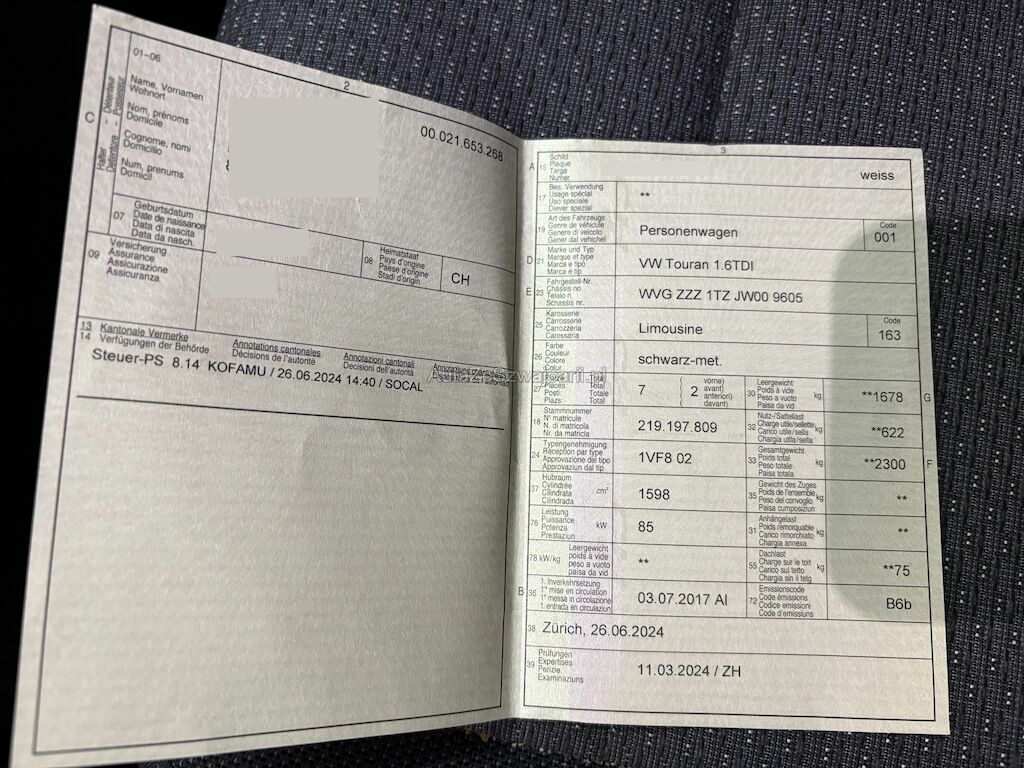 2
01–06
Name, Vornamen
Wohnort
Nom, prénoms
Domicile
Cognome, nomi
Domicilio
Num, prenums
Domicil
C
Halter - Détenteur
Detentore - Possessur
00.021.653.268
07
Geburtsdatum
Date de naissance
Data di nascita
Data da nasch.
08
Heimatstaat
Pays d'origine
Paese d'origine
Stadi d'origin
CH
09
Versicherung
Assurance
Assicurazione
Assicuranza
13 Kantonale Vermerke
14 Verfügungen der Behörde
Annotations cantonales
Décisions de l'autorité
Annotazioni cantonali
Decisioni dell'autorità
Annotaziuns chantunalas
Steuer-PS 8.14 KOFAMU / 26.06.2024 14:40 / SOCAL
3
A 15
Schild
Plaque
Targa
Numer
weiss
17
Bes. Verwendung
Usage spécial
Uso speciale
Diever spezial
**
19
Art des Fahrzeugs
Genre de véhicule
Genere di veicolo
Gener dal vehichel
Personenwagen
Code
001
D 21
Marke und Typ
Marque et type
Marca e tipo
Marca e tip
VW Touran 1.6TDI
E 23
Fahrgestell-Nr.
Châssis no
Telaio n.
Schassis nr.
WVG ZZZ 1TZ JW00 9605
25
Karosserie
Carrosserie
Carrozzeria
Carossaria
Limousine
Code
163
26
Farbe
Couleur
Colore
Colur
schwarz-met.
27
Places: Totale
Posti: Totale
Plazs: Total
7
2
vorne)
avant)
anteriori)
davant)
30
Leergewicht
Poids à vide
Peso a vuoto
Paisa da vid
kg
**1678
G
18
Stammnummer
N° matricule
N. di matricola
Nr. da matricla
219.197.809
32
Nutz-/Sattellast
Charge utile/sellette
Carico utile/sella
Chargia utila/sella
kg
**622
24
Typengenehmigung
Réception par type
Approvazione del tipo
Approvaziun dal tip
1VF8 02
33
Gesamtgewicht
Poids total
Peso totale
Paisa totala
kg
**2300
F
37
Hubraum
Cylindrée
Cilindrata
Cilindrada
cm³
1598
35
Gewicht des Zuges
Poids de l'ensemble
Peso del convoglio
Paisa cumposiziun
kg
**
76
Leistung
Puissance
Potenza
Prestaziun
kW
85
31
Anhängelast
Poids remorquable
Carico rimorchiato
Chargia annexa
kg
**
78 kW/kg
Leergewicht
poids à vide
peso a vuoto
paisa da vid
**
55
Dachlast
Charge sur le toit
Carico sul tetto
Chargia sin il tetg
kg
**75
B 36
1. Inverkehrsetzung
1re mise en circulation
1a messa in circolazione
1. entrada en circulaziun
03.07.2017 AI
72
Emissionscode
Code émissions
Codice emissioni
Code d'emissiuns
B6b
38
Zürich, 26.06.2024
39
Prüfungen
Expertises
Perizie
Examinaziuns
11.03.2024 / ZH